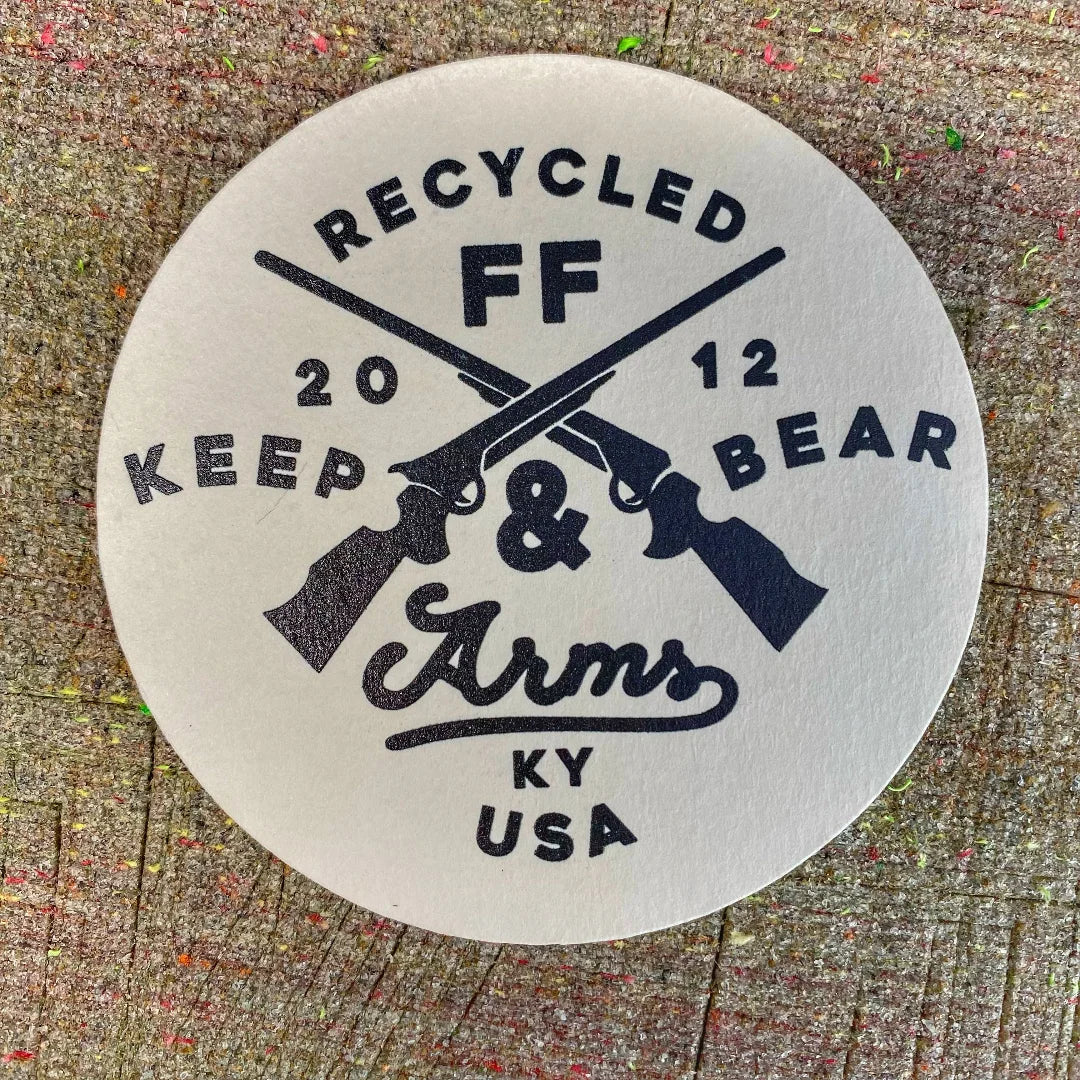 RECYCLED
FF
20 12
KEEP & BEAR
Arms
KY
USA